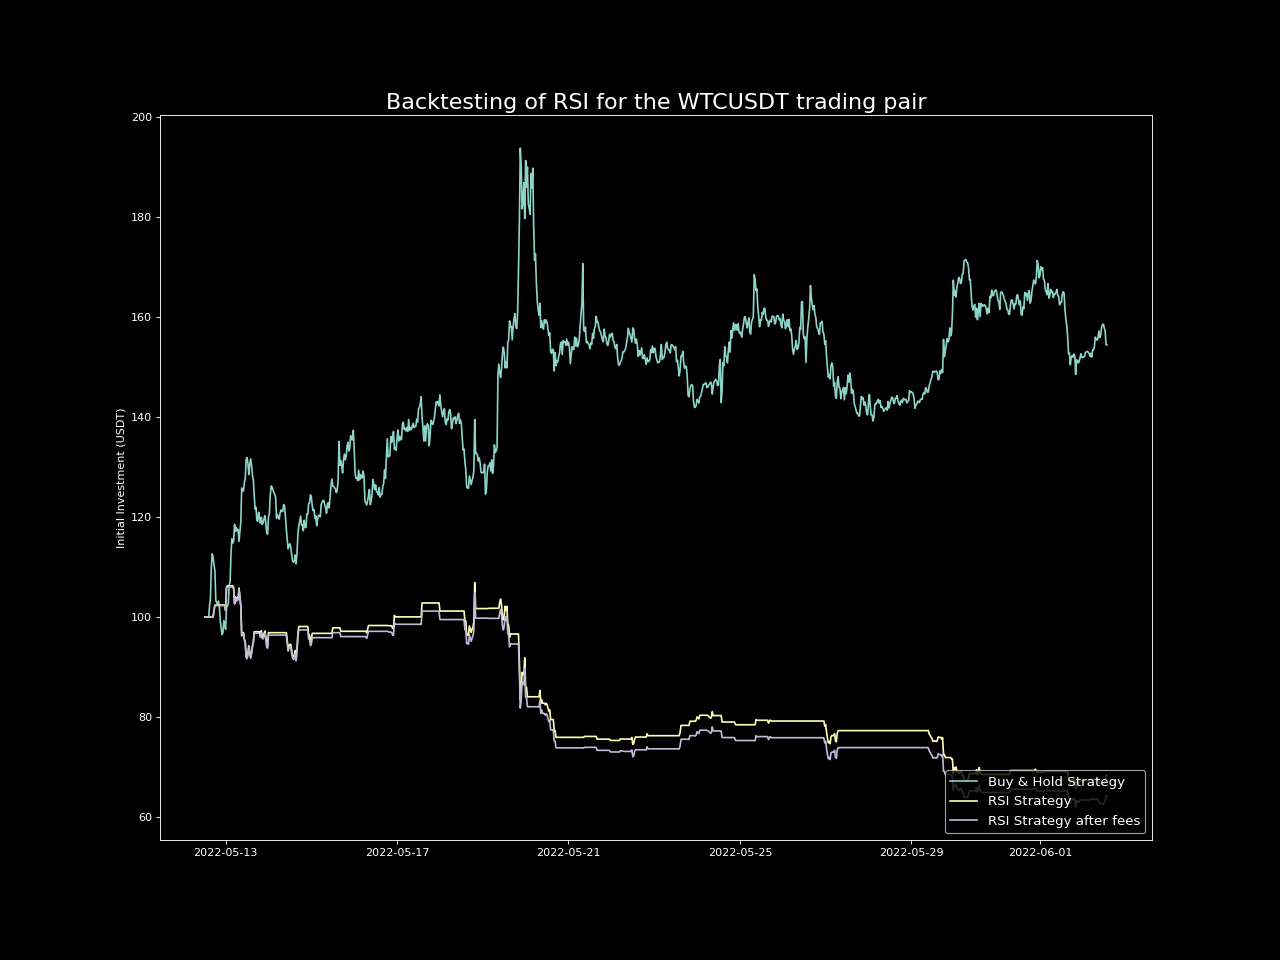 Backtesting of RSI for the WTCUSDT trading pair
Initial Investment (USDT)
200
180
160
140
120
100
80
60
2022-05-13
2022-05-17
2022-05-21
2022-05-25
2022-05-29
2022-06-01
Buy & Hold Strategy
RSI Strategy
RSI Strategy after fees